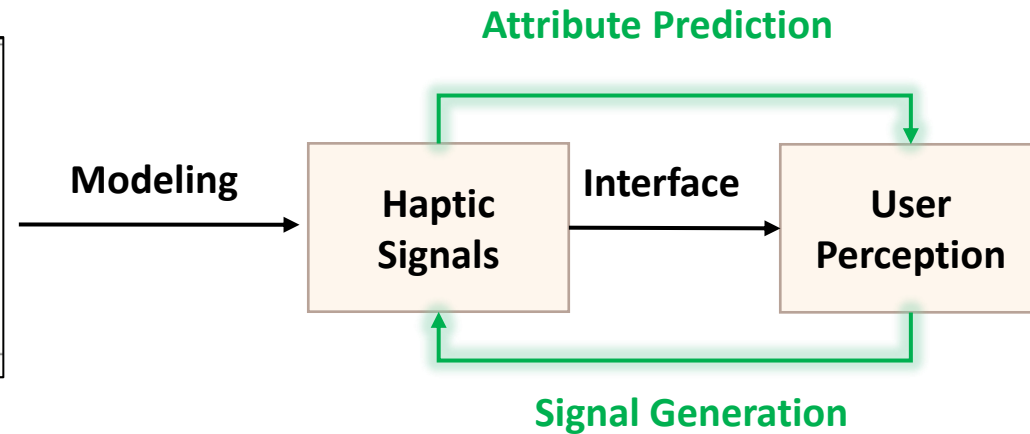 Attribute Prediction
Modeling
Haptic
Signals
Interface
User
Perception
Signal Generation